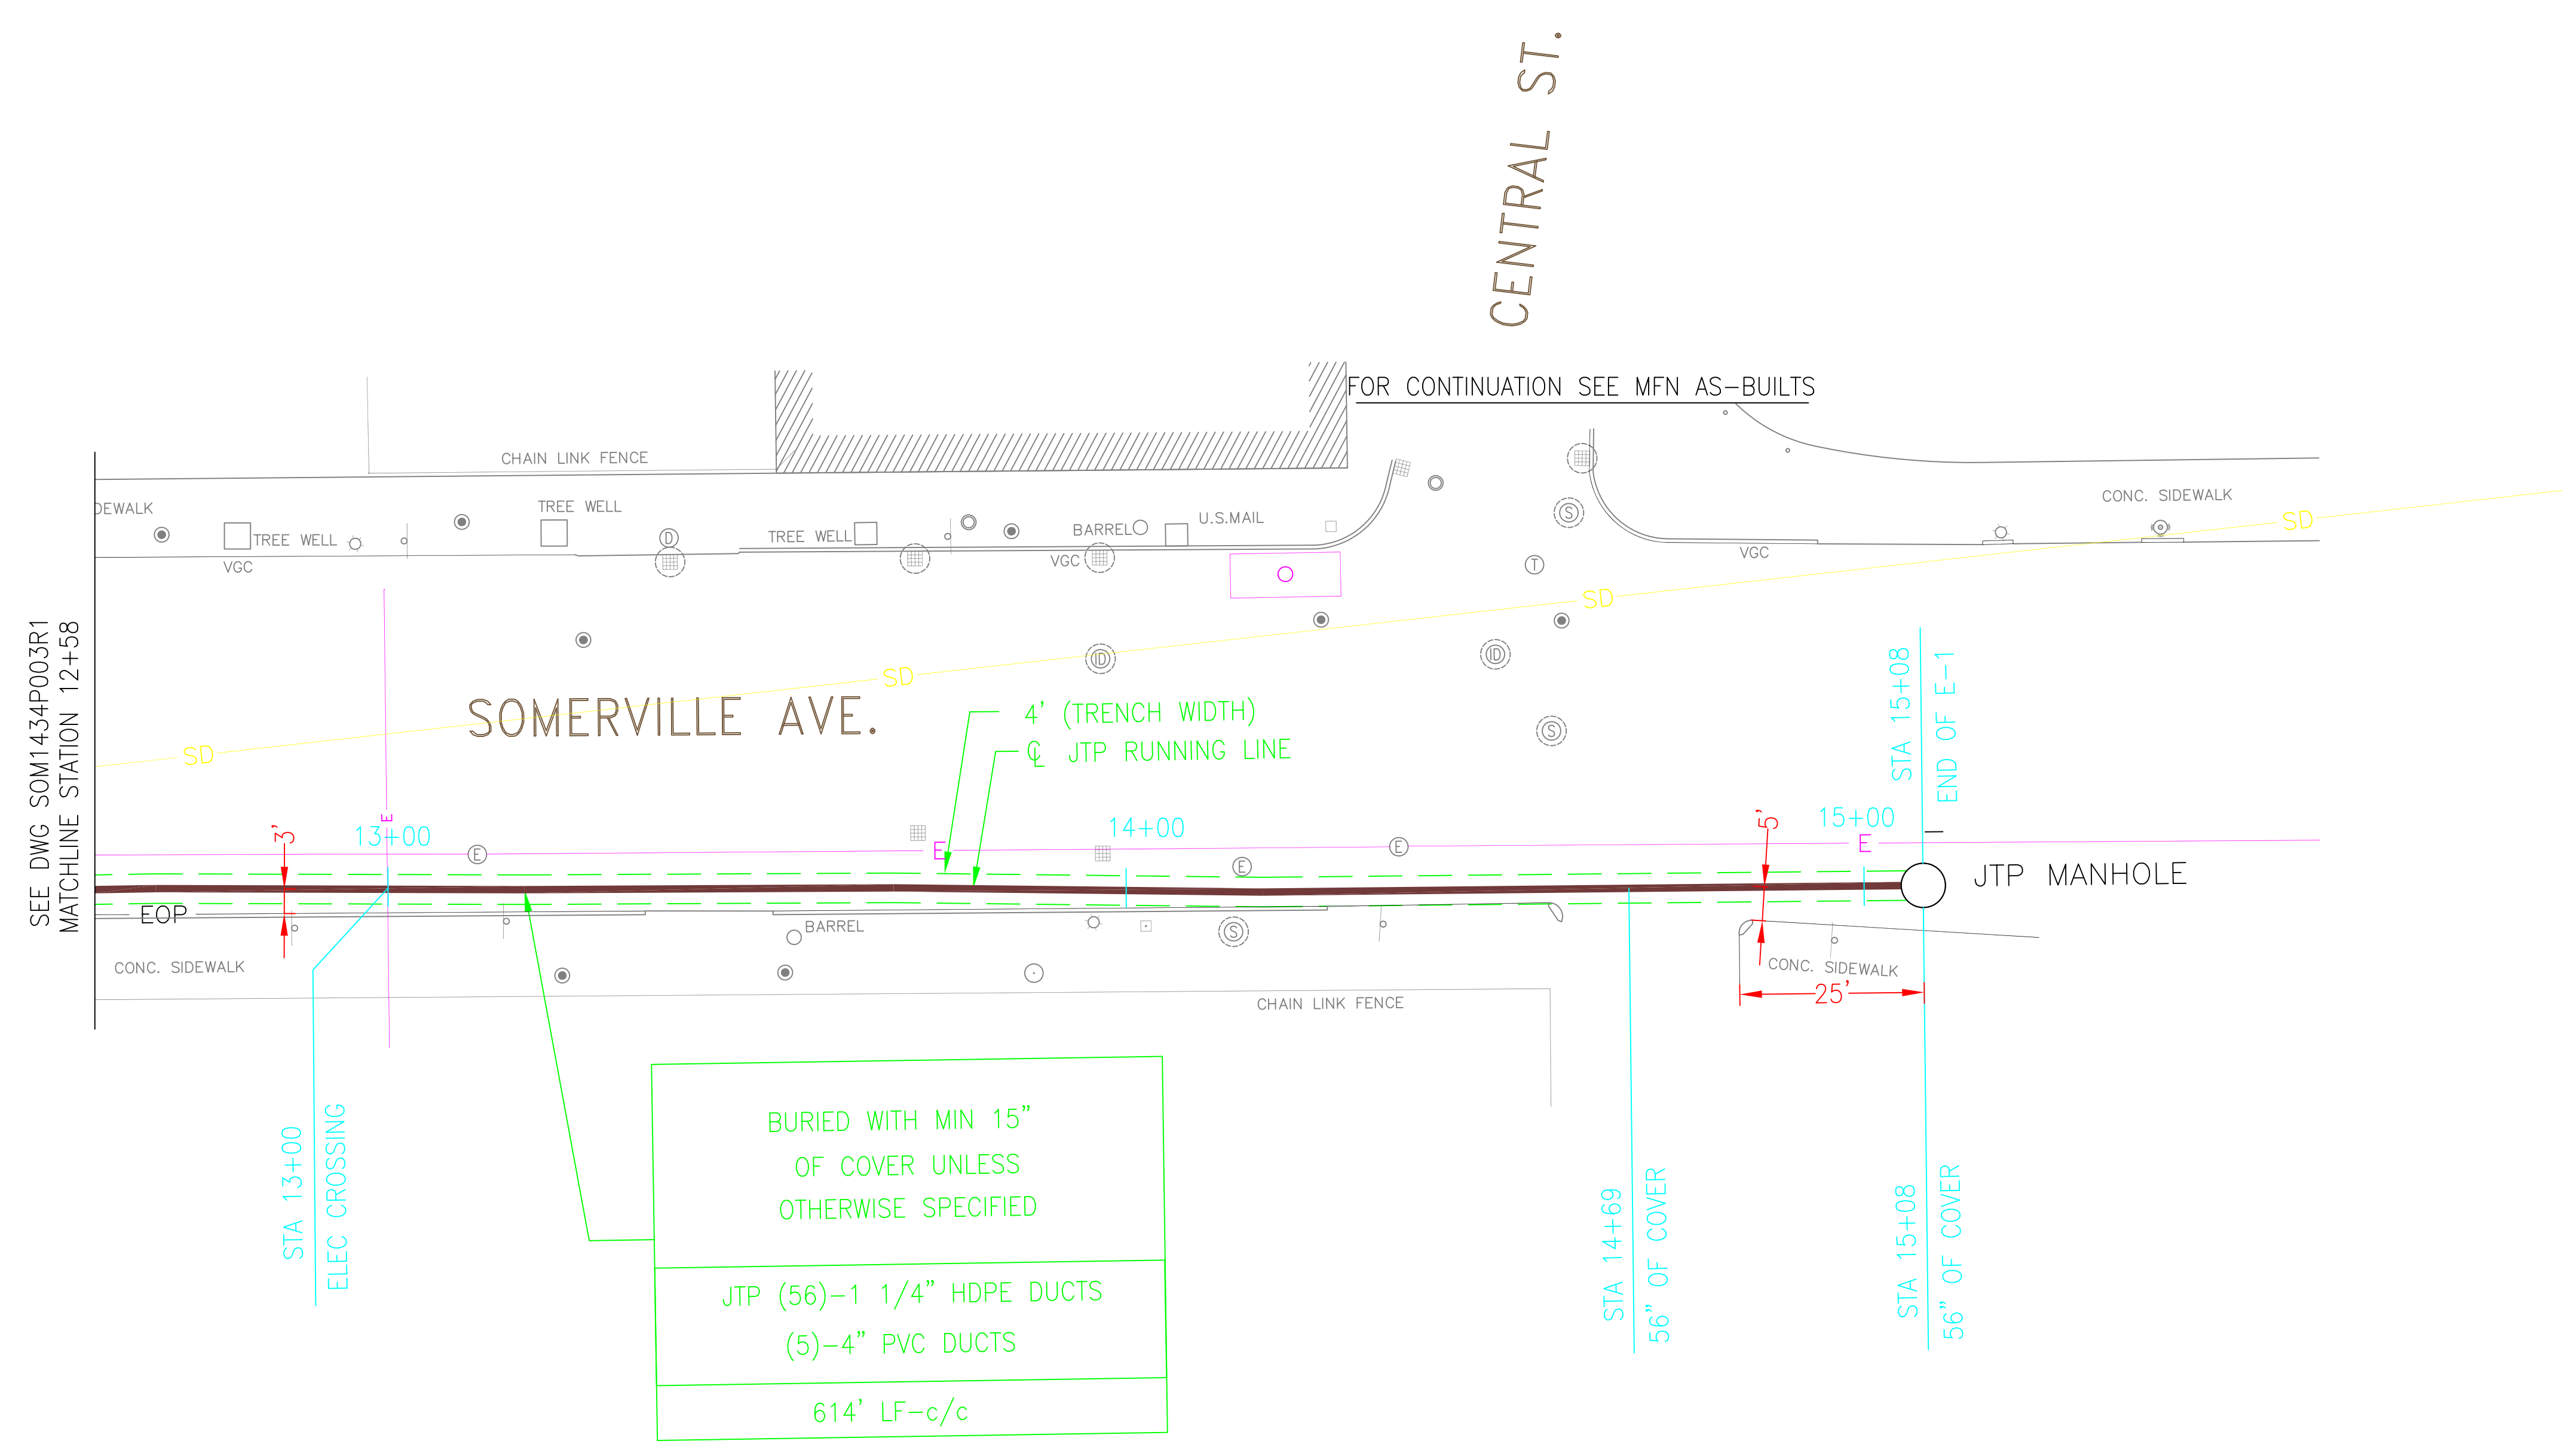 CENTRAL ST.
FOR CONTINUATION SEE MFN AS-BUILTS
CHAIN LINK FENCE
DEWALK
TREE WELL
VGC
TREE WELL
D
TREE WELL
BARREL
VGC
U.S.MAIL
S
T
VGC
CONC. SIDEWALK
SD
SD
SD
SD
D
D
S
SOMERVILLE AVE.
SEE DWG SOM1434P003R1
MATCHLINE STATION 12+58
4' (TRENCH WIDTH)
℄ JTP RUNNING LINE
STA 15+08
END OF E-1
3'
13+00
E
E
E
14+00
E
E
5'
15+00
E
JTP MANHOLE
EOP
BARREL
S
CONC. SIDEWALK
CONC. SIDEWALK
25'
CHAIN LINK FENCE
STA 13+00
ELEC CROSSING
BURIED WITH MIN 15"
OF COVER UNLESS
OTHERWISE SPECIFIED
JTP (56)-1 1/4" HDPE DUCTS
(5)-4" PVC DUCTS
614' LF-c/c
STA 14+69
56" OF COVER
STA 15+08
56" OF COVER